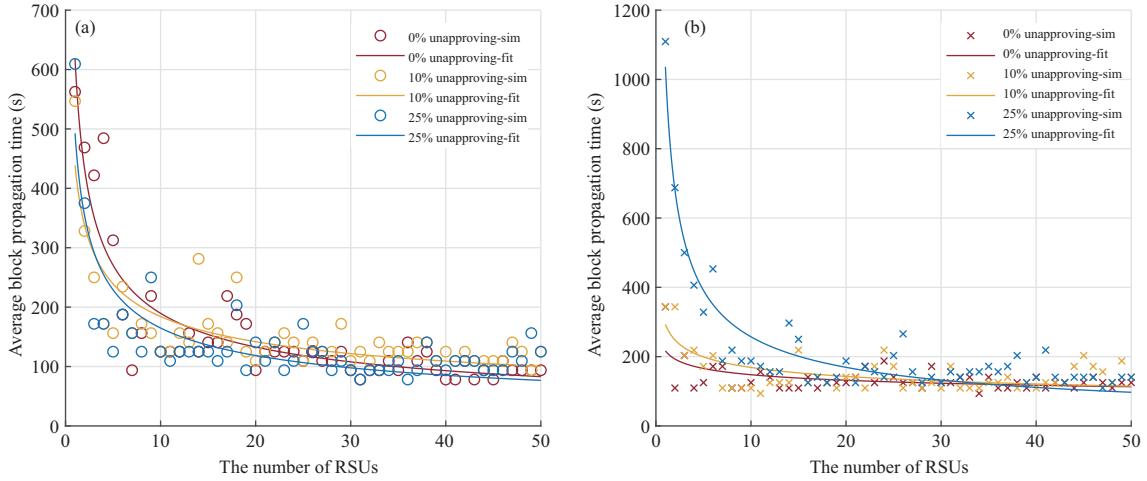 (a)
700
600
500
400
300
200
100
0
0 10 20 30 40 50
Average block propagation time (s)
The number of RSUs
0% unapproving-sim
0% unapproving-fit
10% unapproving-sim
10% unapproving-fit
25% unapproving-sim
25% unapproving-fit
(b)
1200
1000
800
600
400
200
0
0 10 20 30 40 50
Average block propagation time (s)
The number of RSUs
0% unapproving-sim
0% unapproving-fit
10% unapproving-sim
10% unapproving-fit
25% unapproving-sim
25% unapproving-fit